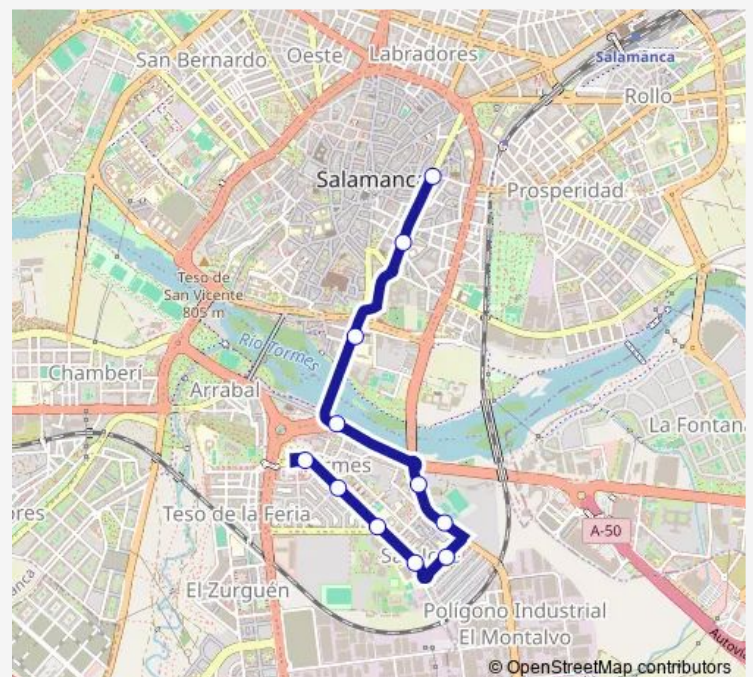 San Bernardo
Oeste
Labradores
Salamanca
Rollo
Salamanc
Prosperidad
Teso de
San Vicente
805 m
Río Tormes
Chamberí
Arrabal
La Fontana
Teso de la Feria
A-50
El Zurguén
Polígono Industrial
El Montalvo
Autovía
© OpenStreetMap contributors